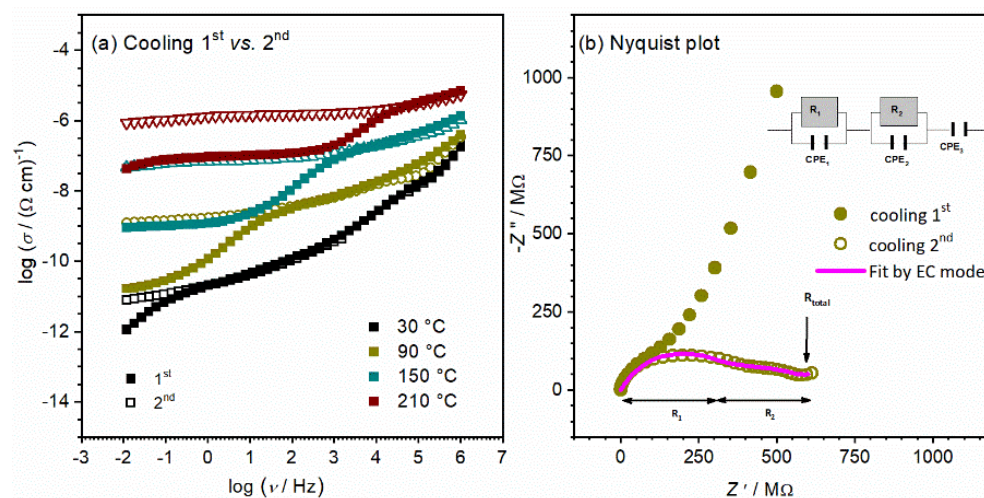 (a) Cooling 1st vs. 2nd
log (σ / (Ω cm)-1)
-4
-6
-8
-10
-12
-14
-3
-2
-1
0
1
2
3
4
5
6
7
log (ν / Hz)
1st
2nd
30 °C
90 °C
150 °C
210 °C
(b) Nyquist plot
-Z'' / MΩ
1000
750
500
250
0
0
250
500
750
1000
Z' / MΩ
R1
CPE1
R2
CPE2
CPE3
cooling 1st
cooling 2nd
Fit by EC mode
Rtotal
R1
R2